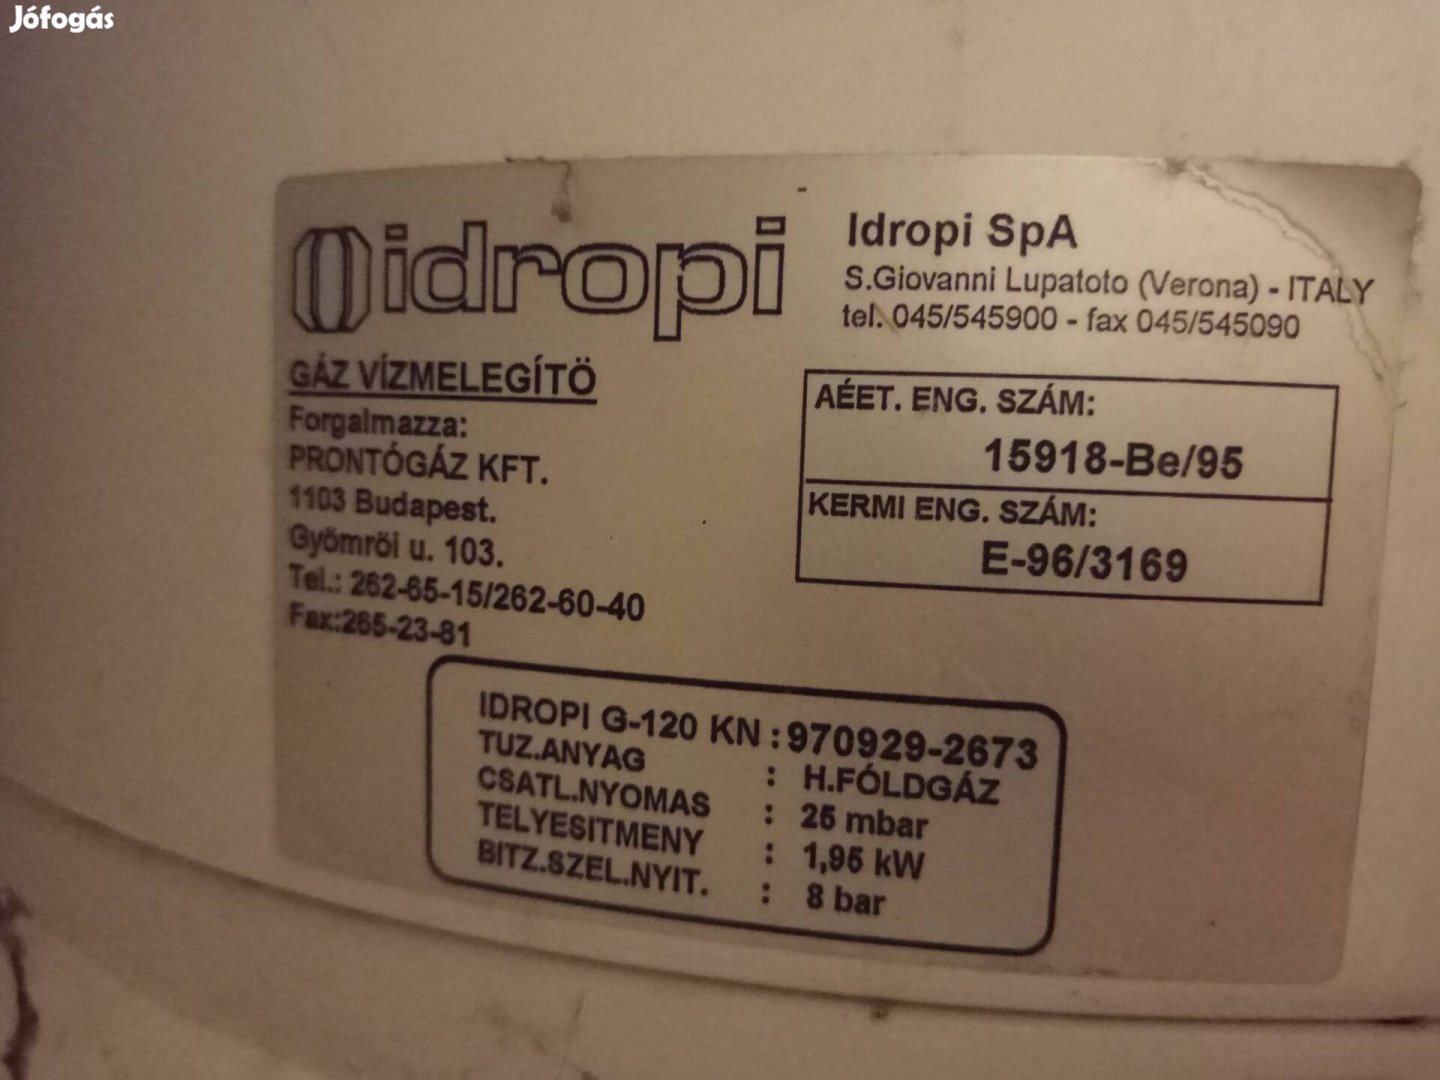 Jófogás
idropi
Idropi SpA
S.Giovanni Lupatoto (Verona) - ITALY
tel. 045/545900 - fax 045/545090
GÁZ VÍZMELEGÍTÖ
Forgalmazza:
PRONTÓGÁZ KFT.
1103 Budapest.
Gyömröi u. 103.
Tel.: 262-65-15/262-60-40
Fax:265-23-81
AÉET. ENG. SZÁM:
15918-Be/95
KERMI ENG. SZÁM:
E-96/3169
IDROPI G-120 KN : 970929-2673
TUZ.ANYAG : H.FÓLDGÁZ
CSATL.NYOMAS : 25 mbar
TELYESITMENY : 1,95 kW
BITZ.SZEL.NYIT. : 8 bar